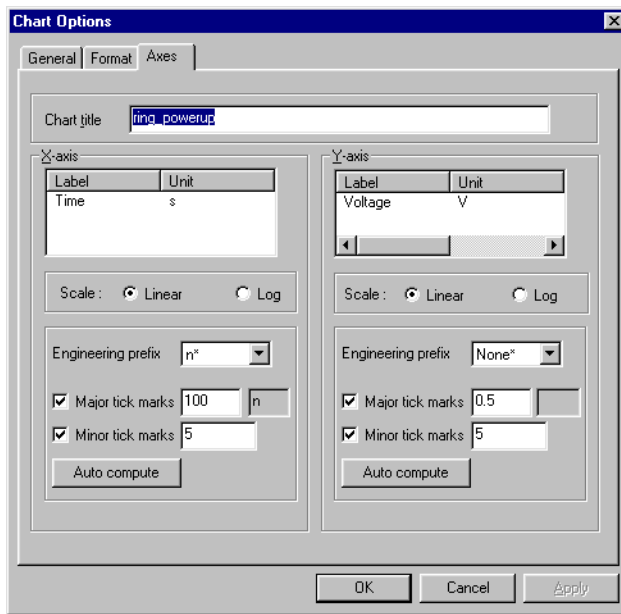 Chart Options
General Format Axes
Chart title ring_powerup
X-axis
Label Unit
Time s
Scale : Linear Log
Engineering prefix n*
Major tick marks 100 n
Minor tick marks 5
Auto compute
Y-axis
Label Unit
Voltage V
Scale : Linear Log
Engineering prefix None*
Major tick marks 0.5
Minor tick marks 5
Auto compute
OK Cancel Apply